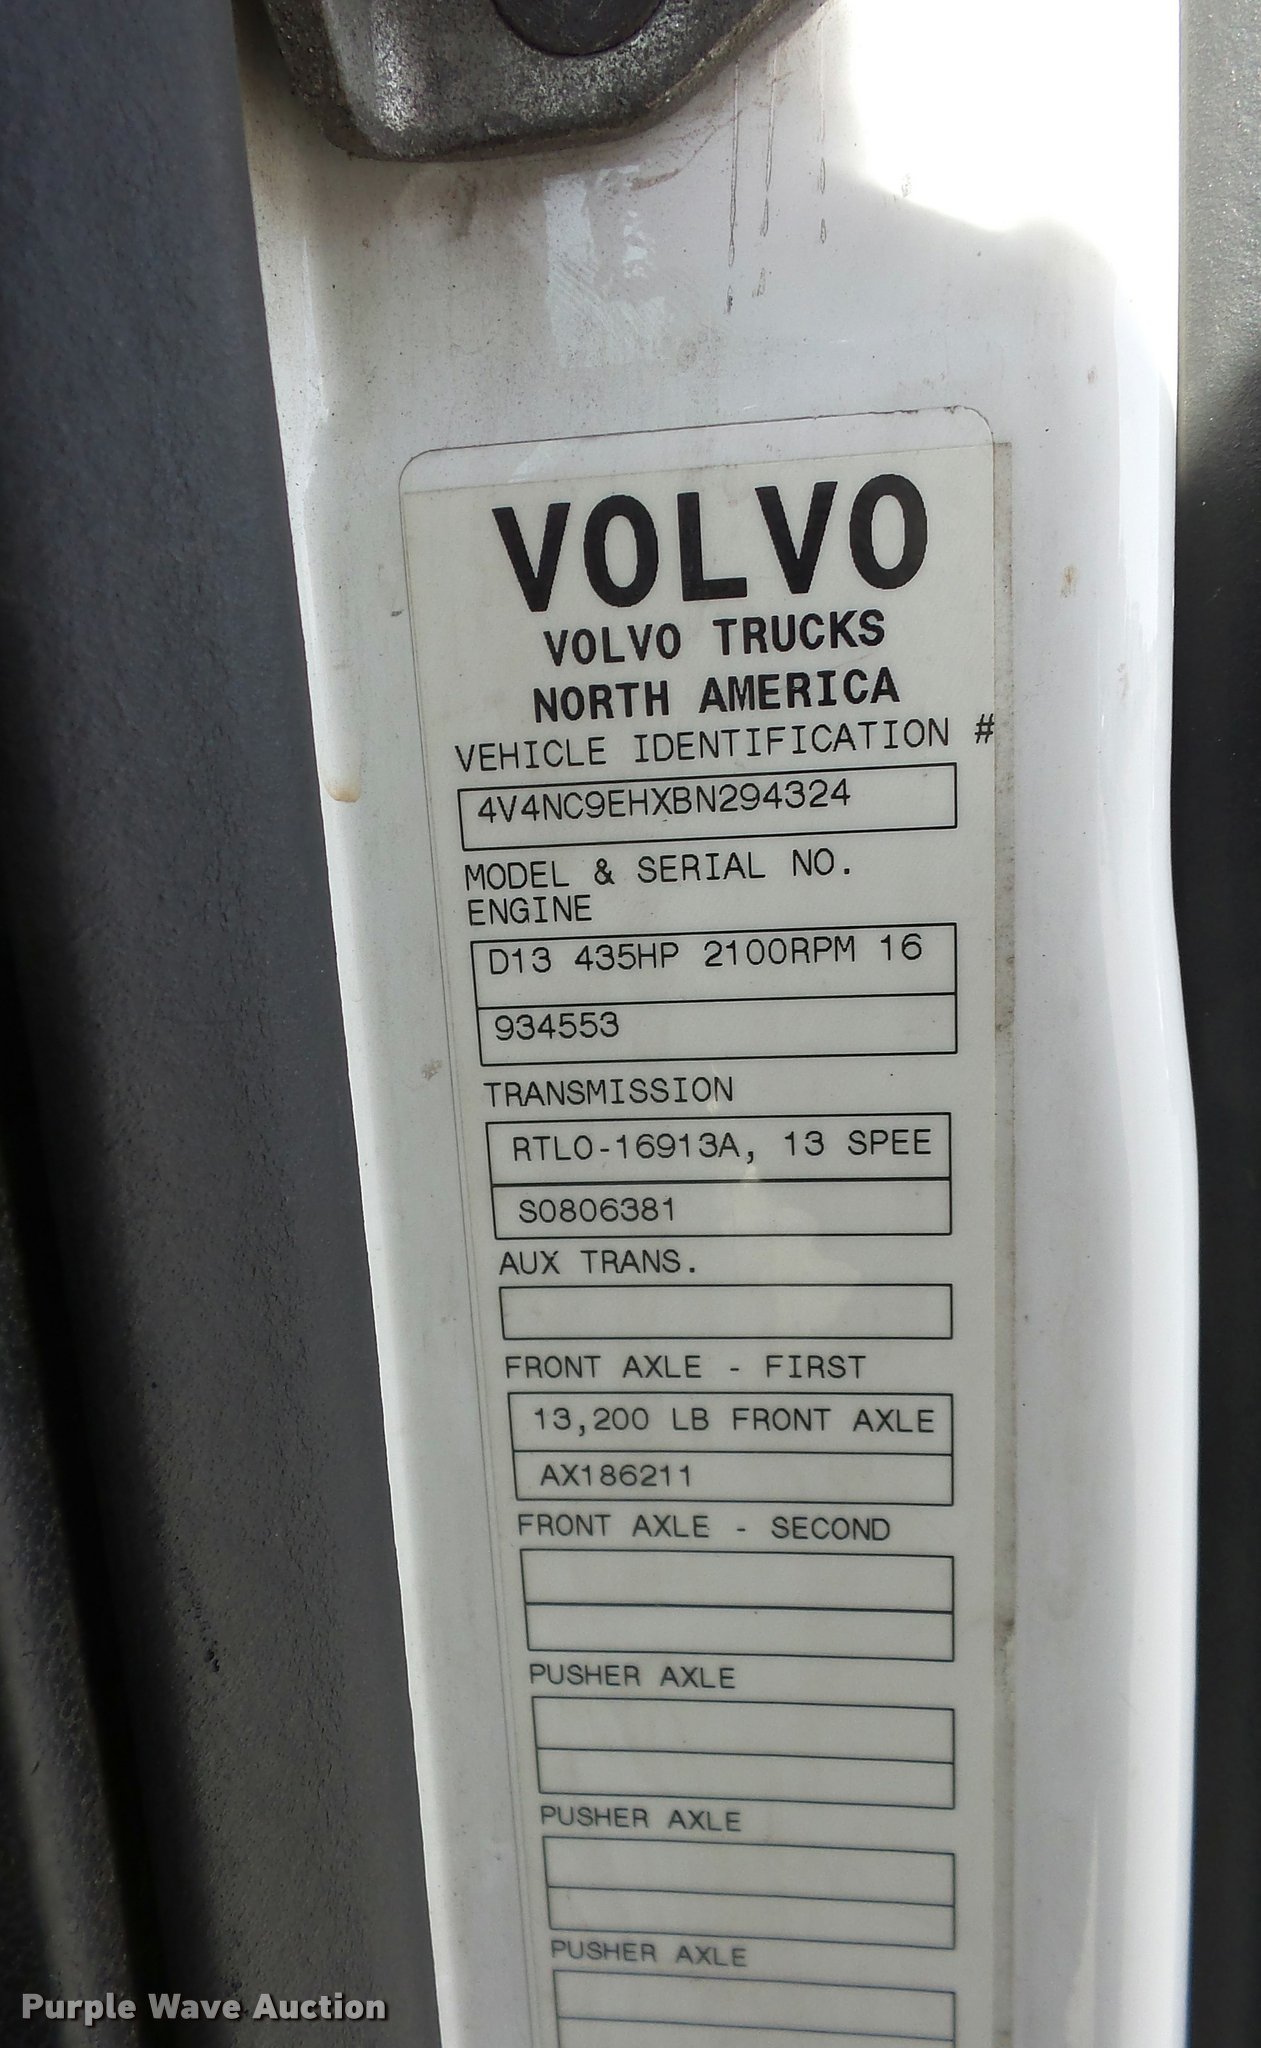 VOLVO
VOLVO TRUCKS
NORTH AMERICA
VEHICLE IDENTIFICATION #
4V4NC9EHXBN294324
MODEL & SERIAL NO.
ENGINE
D13 435HP 2100RPM 16
934553
TRANSMISSION
RTLO-16913A, 13 SPEE
S0806381
AUX TRANS.
FRONT AXLE - FIRST
13,200 LB FRONT AXLE
AX186211
FRONT AXLE - SECOND
PUSHER AXLE
PUSHER AXLE
PUSHER AXLE
Purple Wave Auction